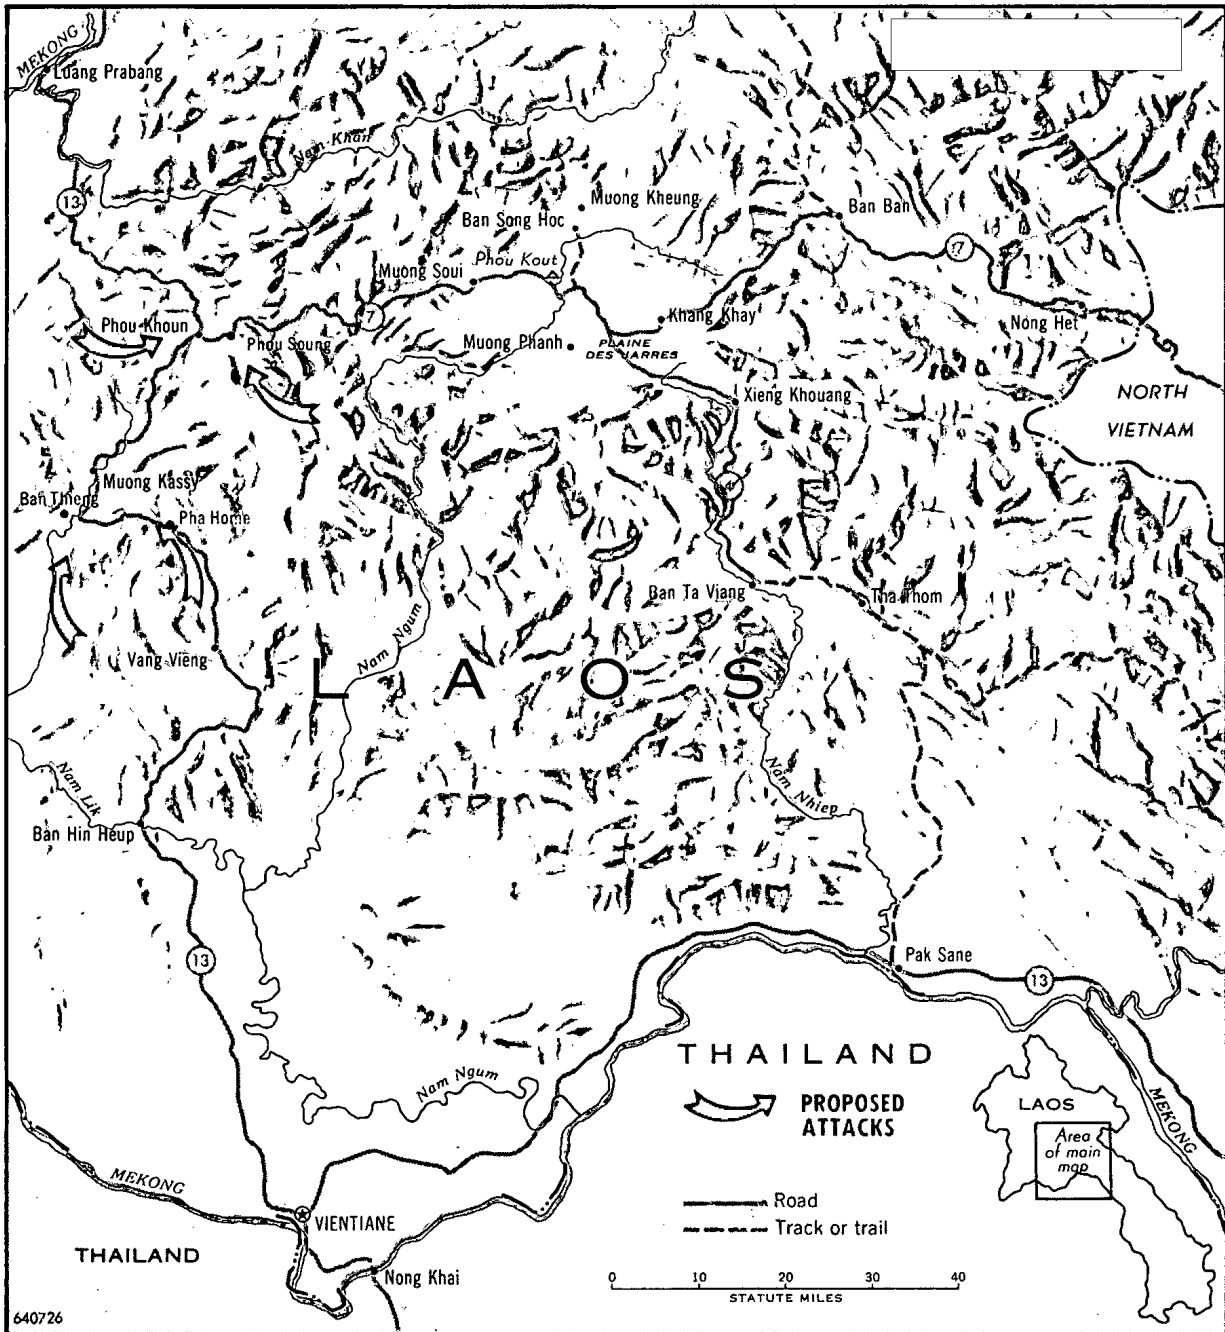 MEKONG
Luang Prabang
Nam Khan
13
Muong Kheung
Ban Song Hoc
Ban Ban
7
Phou Kout
Muong Soui
7
Phou Khoun
Phou Soung
Khang Khay
Nong Het
Muong Phanh
PLAINE
DES JARRES
Xieng Khouang
NORTH
VIETNAM
Muong Kassy
Ban Thieng
Pha Home
4
Ban Ta Viang
Tha Thom
Nam Ngum
Vang Vieng
LAOS
Nam Lik
Nam Nhiep
Ban Hin Heup
13
Pak Sane
13
THAILAND
Nam Ngum
PROPOSED
ATTACKS
LAOS
Area
of main
map
MEKONG
MEKONG
Road
Track or trail
VIENTIANE
THAILAND
Nong Khai
0 10 20 30 40
STATUTE MILES
640726